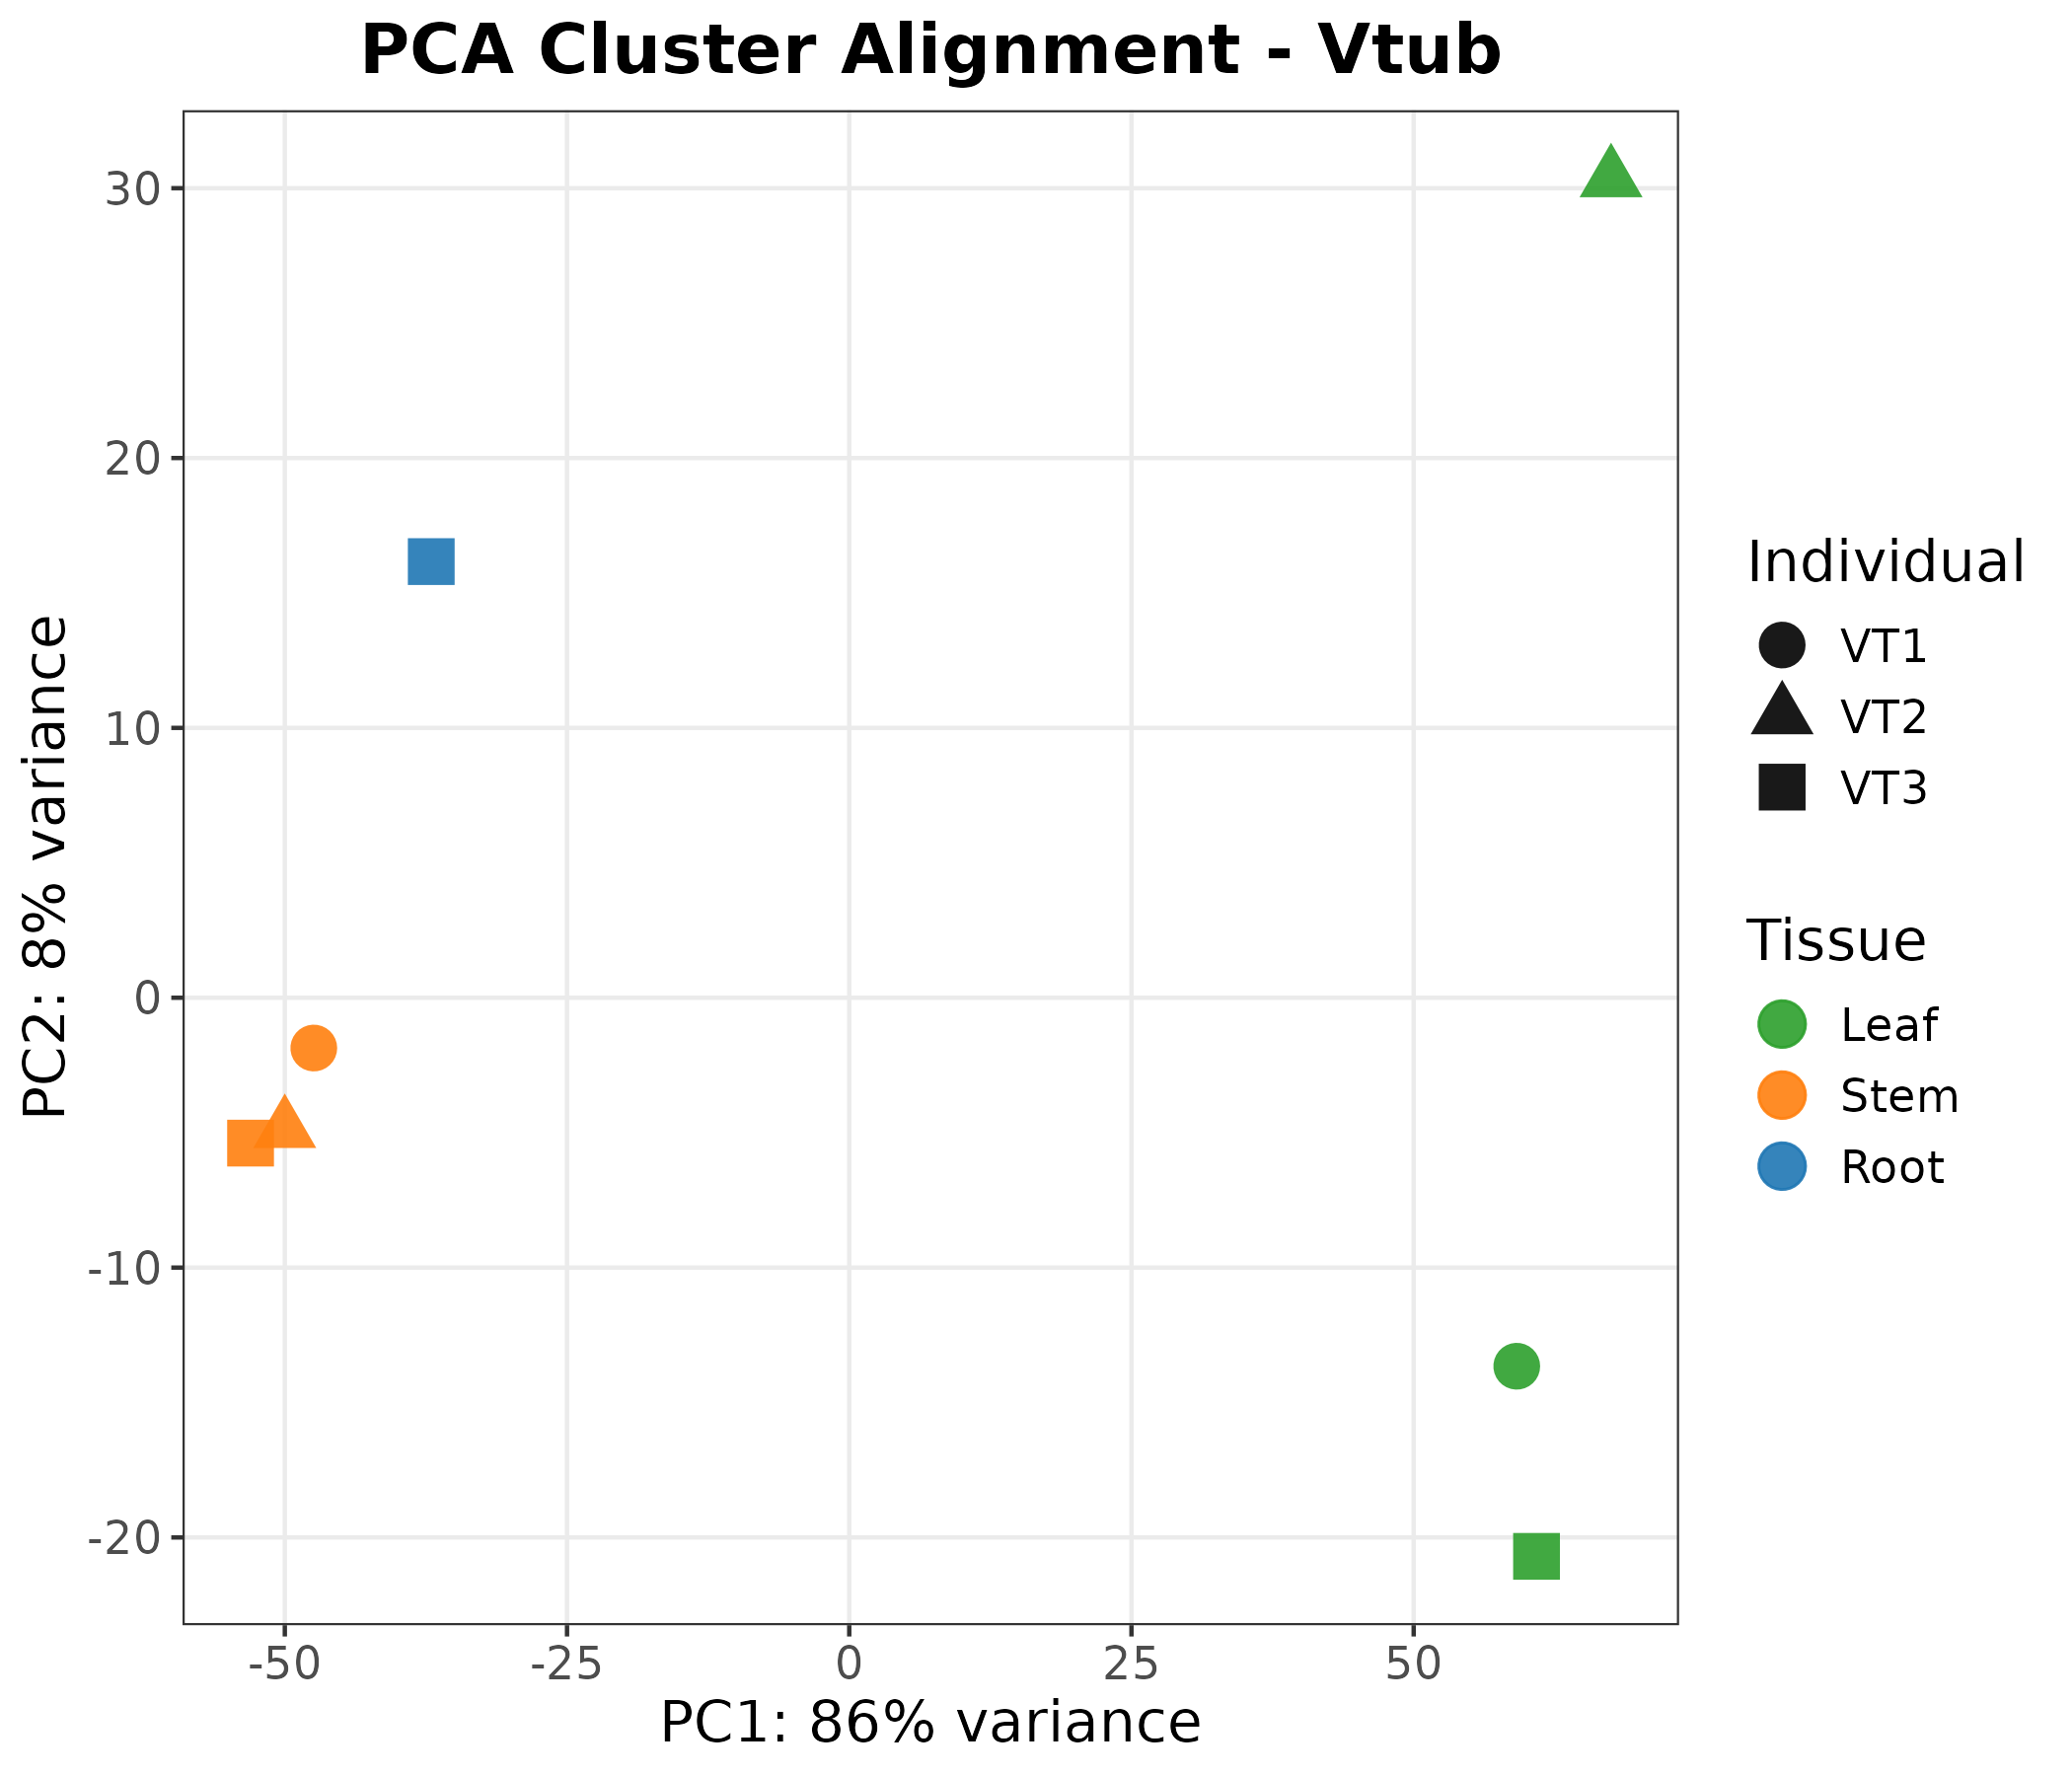 PCA Cluster Alignment - Vtub
30
20
10
0
-10
-20
PC2: 8% variance
-50
-25
0
25
50
PC1: 86% variance
Individual
VT1
VT2
VT3
Tissue
Leaf
Stem
Root